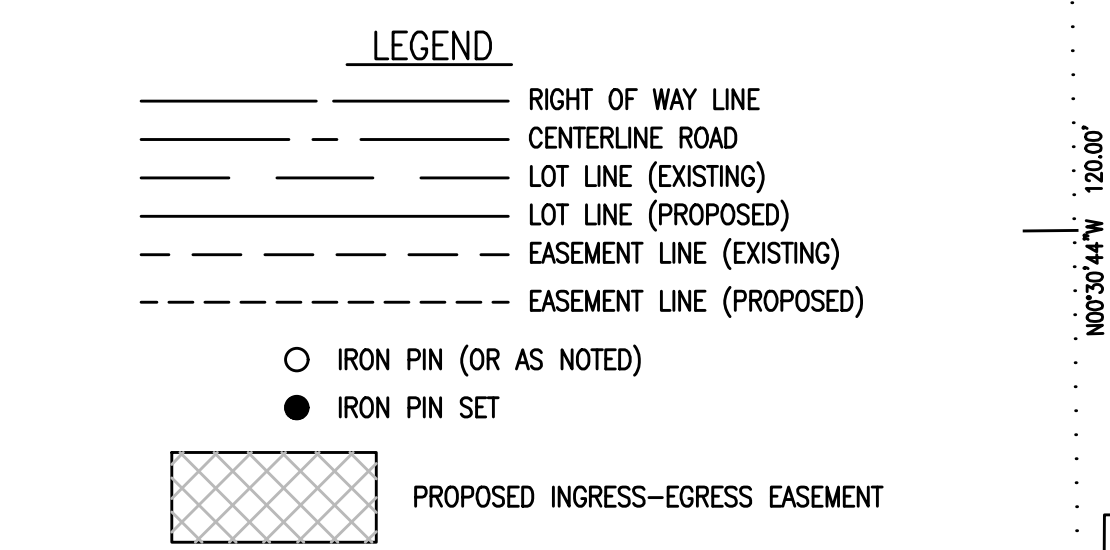 LEGEND
RIGHT OF WAY LINE
CENTERLINE ROAD
LOT LINE (EXISTING)
LOT LINE (PROPOSED)
EASEMENT LINE (EXISTING)
EASEMENT LINE (PROPOSED)
IRON PIN (OR AS NOTED)
IRON PIN SET
PROPOSED INGRESS-EGRESS EASEMENT
N00°30'44"W 120.00'